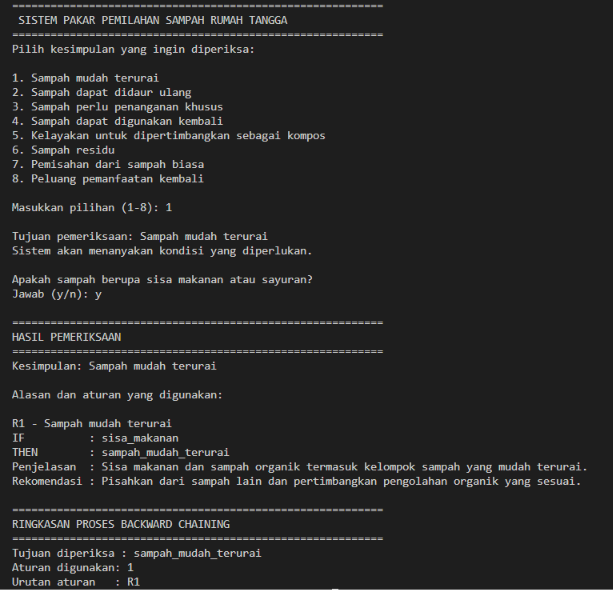 ==========================================================
SISTEM PAKAR PEMILAHAN SAMPAH RUMAH TANGGA
==========================================================
Pilih kesimpulan yang ingin diperiksa:
1. Sampah mudah terurai
2. Sampah dapat didaur ulang
3. Sampah perlu penanganan khusus
4. Sampah dapat digunakan kembali
5. Kelayakan untuk dipertimbangkan sebagai kompos
6. Sampah residu
7. Pemisahan dari sampah biasa
8. Peluang pemanfaatan kembali
Masukkan pilihan (1-8): 1
Tujuan pemeriksaan: Sampah mudah terurai
Sistem akan menanyakan kondisi yang diperlukan.
Apakah sampah berupa sisa makanan atau sayuran?
Jawab (y/n): y
==========================================================
HASIL PEMERIKSAAN
==========================================================
Kesimpulan: Sampah mudah terurai
Alasan dan aturan yang digunakan:
R1 - Sampah mudah terurai
IF          : sisa_makanan
THEN        : sampah_mudah_terurai
Penjelasan  : Sisa makanan dan sampah organik termasuk kelompok sampah yang mudah terurai.
Rekomendasi : Pisahkan dari sampah lain dan pertimbangkan pengolahan organik yang sesuai.
==========================================================
RINGKASAN PROSES BACKWARD CHAINING
==========================================================
Tujuan diperiksa : sampah_mudah_terurai
Aturan digunakan: 1
Urutan aturan   : R1